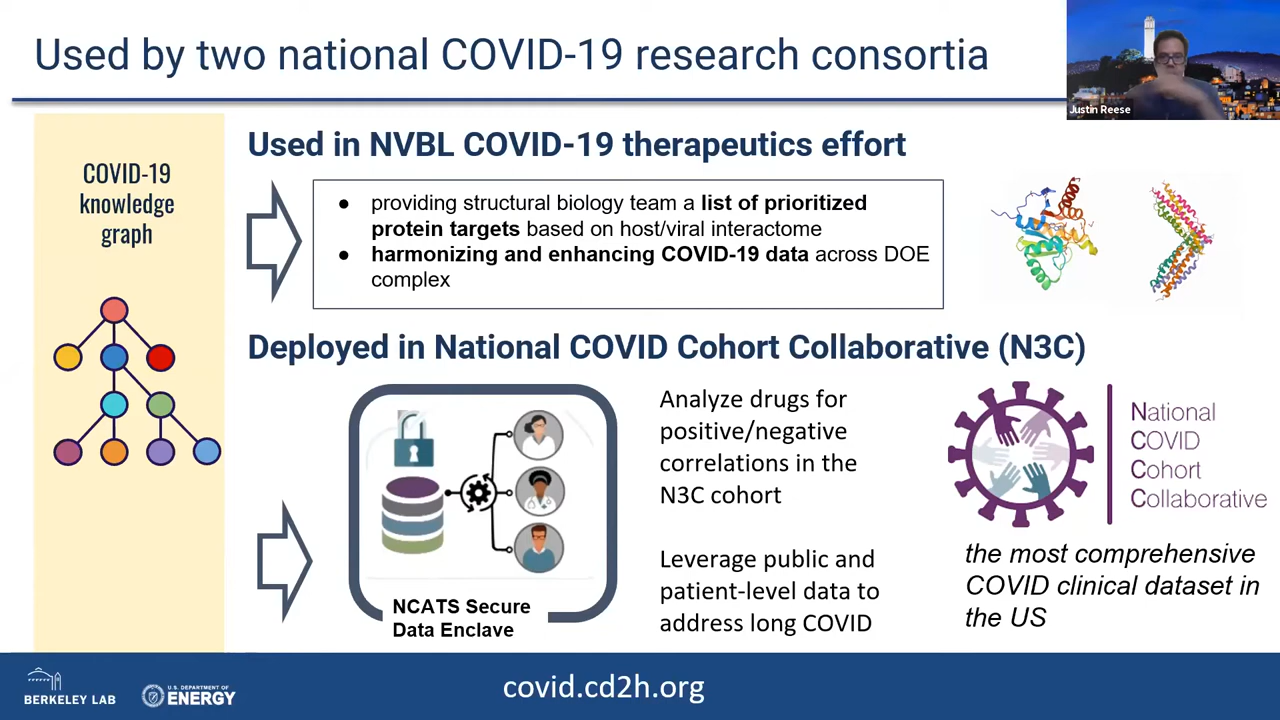 Used by two national COVID-19 research consortia
Justin Reese
COVID-19
knowledge
graph
Used in NVBL COVID-19 therapeutics effort
● providing structural biology team a list of prioritized
protein targets based on host/viral interactome
● harmonizing and enhancing COVID-19 data across DOE
complex
Deployed in National COVID Cohort Collaborative (N3C)
NCATS Secure
Data Enclave
Analyze drugs for
positive/negative
correlations in the
N3C cohort
Leverage public and
patient-level data to
address long COVID
National
COVID
Cohort
Collaborative
the most comprehensive
COVID clinical dataset in
the US
BERKELEY LAB
U.S. DEPARTMENT OF
ENERGY
covid.cd2h.org